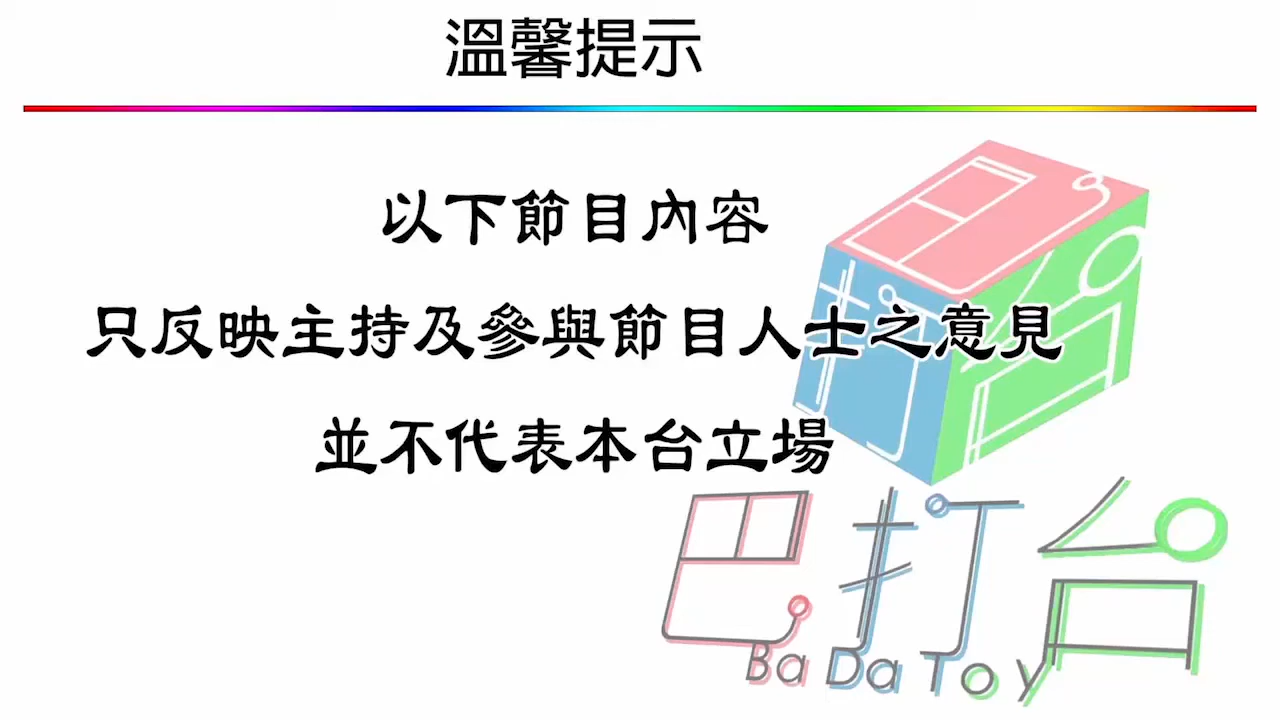 溫馨提示
以下節目內容
只反映主持及參與節目人士之意見
並不代表本台立場
巴打台
BaDaToy